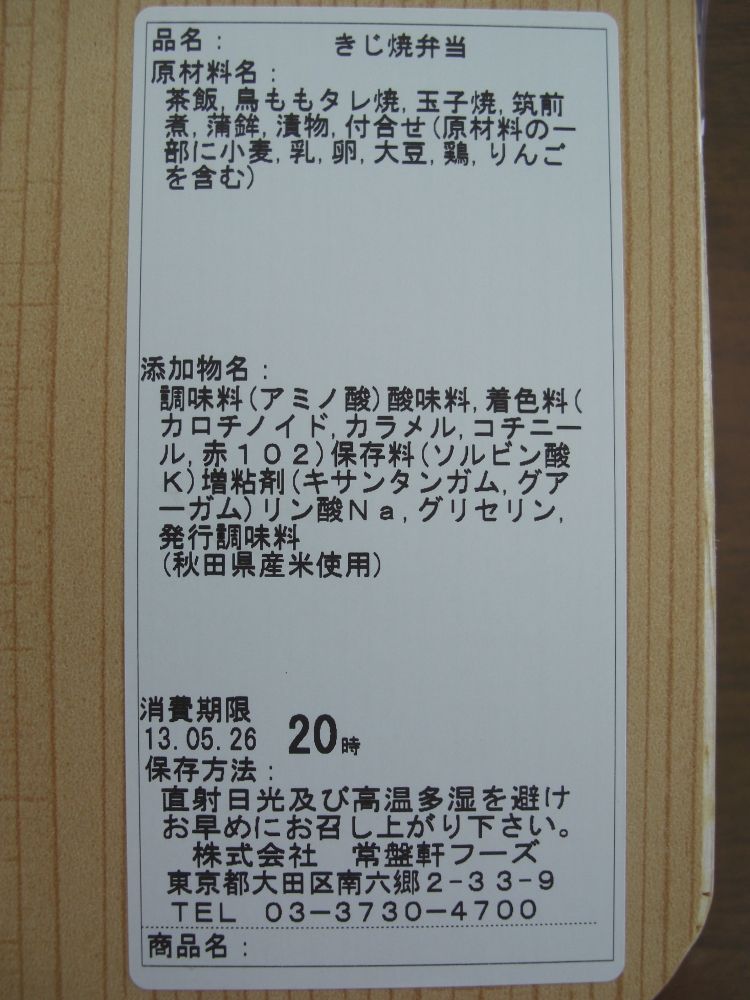 品名： きじ焼弁当
原材料名：
茶飯,鳥ももタレ焼,玉子焼,筑前
煮,蒲鉾,漬物,付合せ(原材料の一
部に小麦,乳,卵,大豆,鶏,りんご
を含む)
添加物名：
調味料(アミノ酸)酸味料,着色料(
カロチノイド,カラメル,コチニー
ル,赤１０２)保存料(ソルビン酸
Ｋ)増粘剤(キサンタンガム,グア
ーガム)リン酸Ｎａ,グリセリン,
発行調味料
(秋田県産米使用)
消費期限
13.05.26 20時
保存方法：
直射日光及び高温多湿を避け
お早めにお召し上がり下さい。
株式会社 常盤軒フーズ
東京都大田区南六郷２－３３－９
ＴＥＬ ０３－３７３０－４７００
商品名：